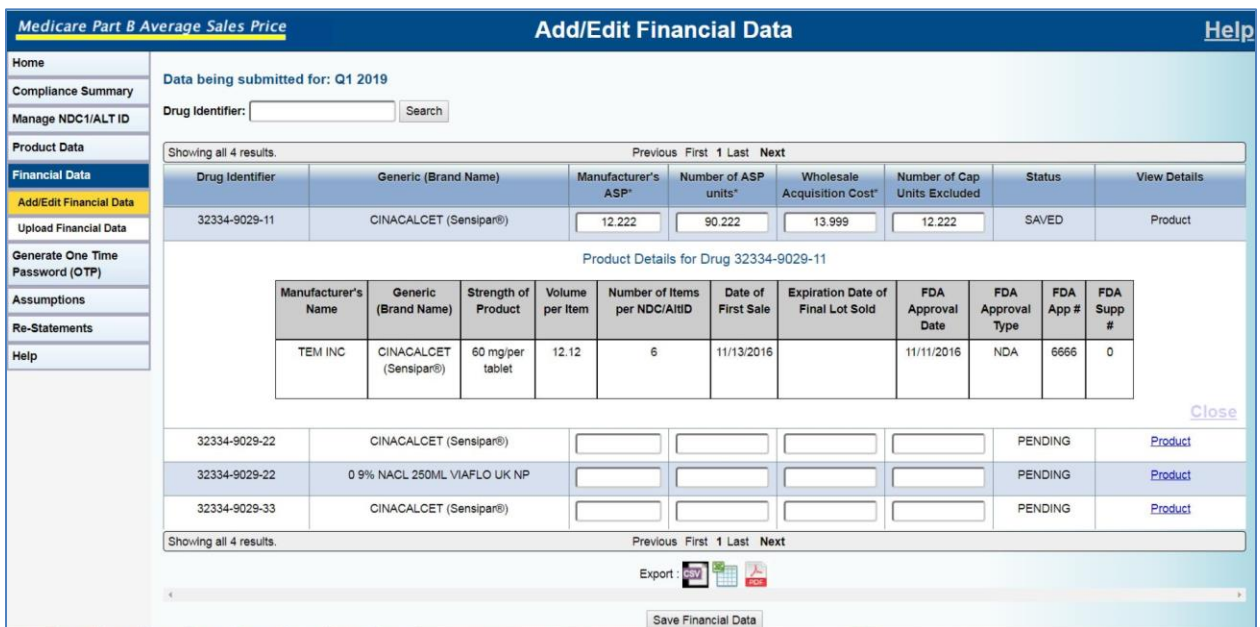 Medicare Part B Average Sales Price
Add/Edit Financial Data
Help
Home
Compliance Summary
Manage NDC1/ALT ID
Product Data
Financial Data
Add/Edit Financial Data
Upload Financial Data
Generate One Time
Password (OTP)
Assumptions
Re-Statements
Help
Data being submitted for: Q1 2019
Drug Identifier: Search
Showing all 4 results. Previous First 1 Last Next
Drug Identifier Generic (Brand Name) Manufacturer's Number of ASP Wholesale Number of Cap Status View Details
ASP* units* Acquisition Cost* Units Excluded
32334-9029-11 CINACALCET (Sensipar®) 12.222 90.222 13.999 12.222 SAVED Product
Product Details for Drug 32334-9029-11
Manufacturer's Generic Strength of Volume Number of Items Date of Expiration Date of FDA FDA FDA FDA
Name (Brand Name) Product per Item per NDC/AltID First Sale Final Lot Sold Approval Approval App # Supp
Date Type #
TEM INC CINACALCET 60 mg/per 12.12 6 11/13/2016 11/11/2016 NDA 6666 0
(Sensipar®) tablet
Close
32334-9029-22 CINACALCET (Sensipar®) PENDING Product
32334-9029-22 0 9% NACL 250ML VIAFLO UK NP PENDING Product
32334-9029-33 CINACALCET (Sensipar®) PENDING Product
Showing all 4 results. Previous First 1 Last Next
Export : CSV PDF
Save Financial Data